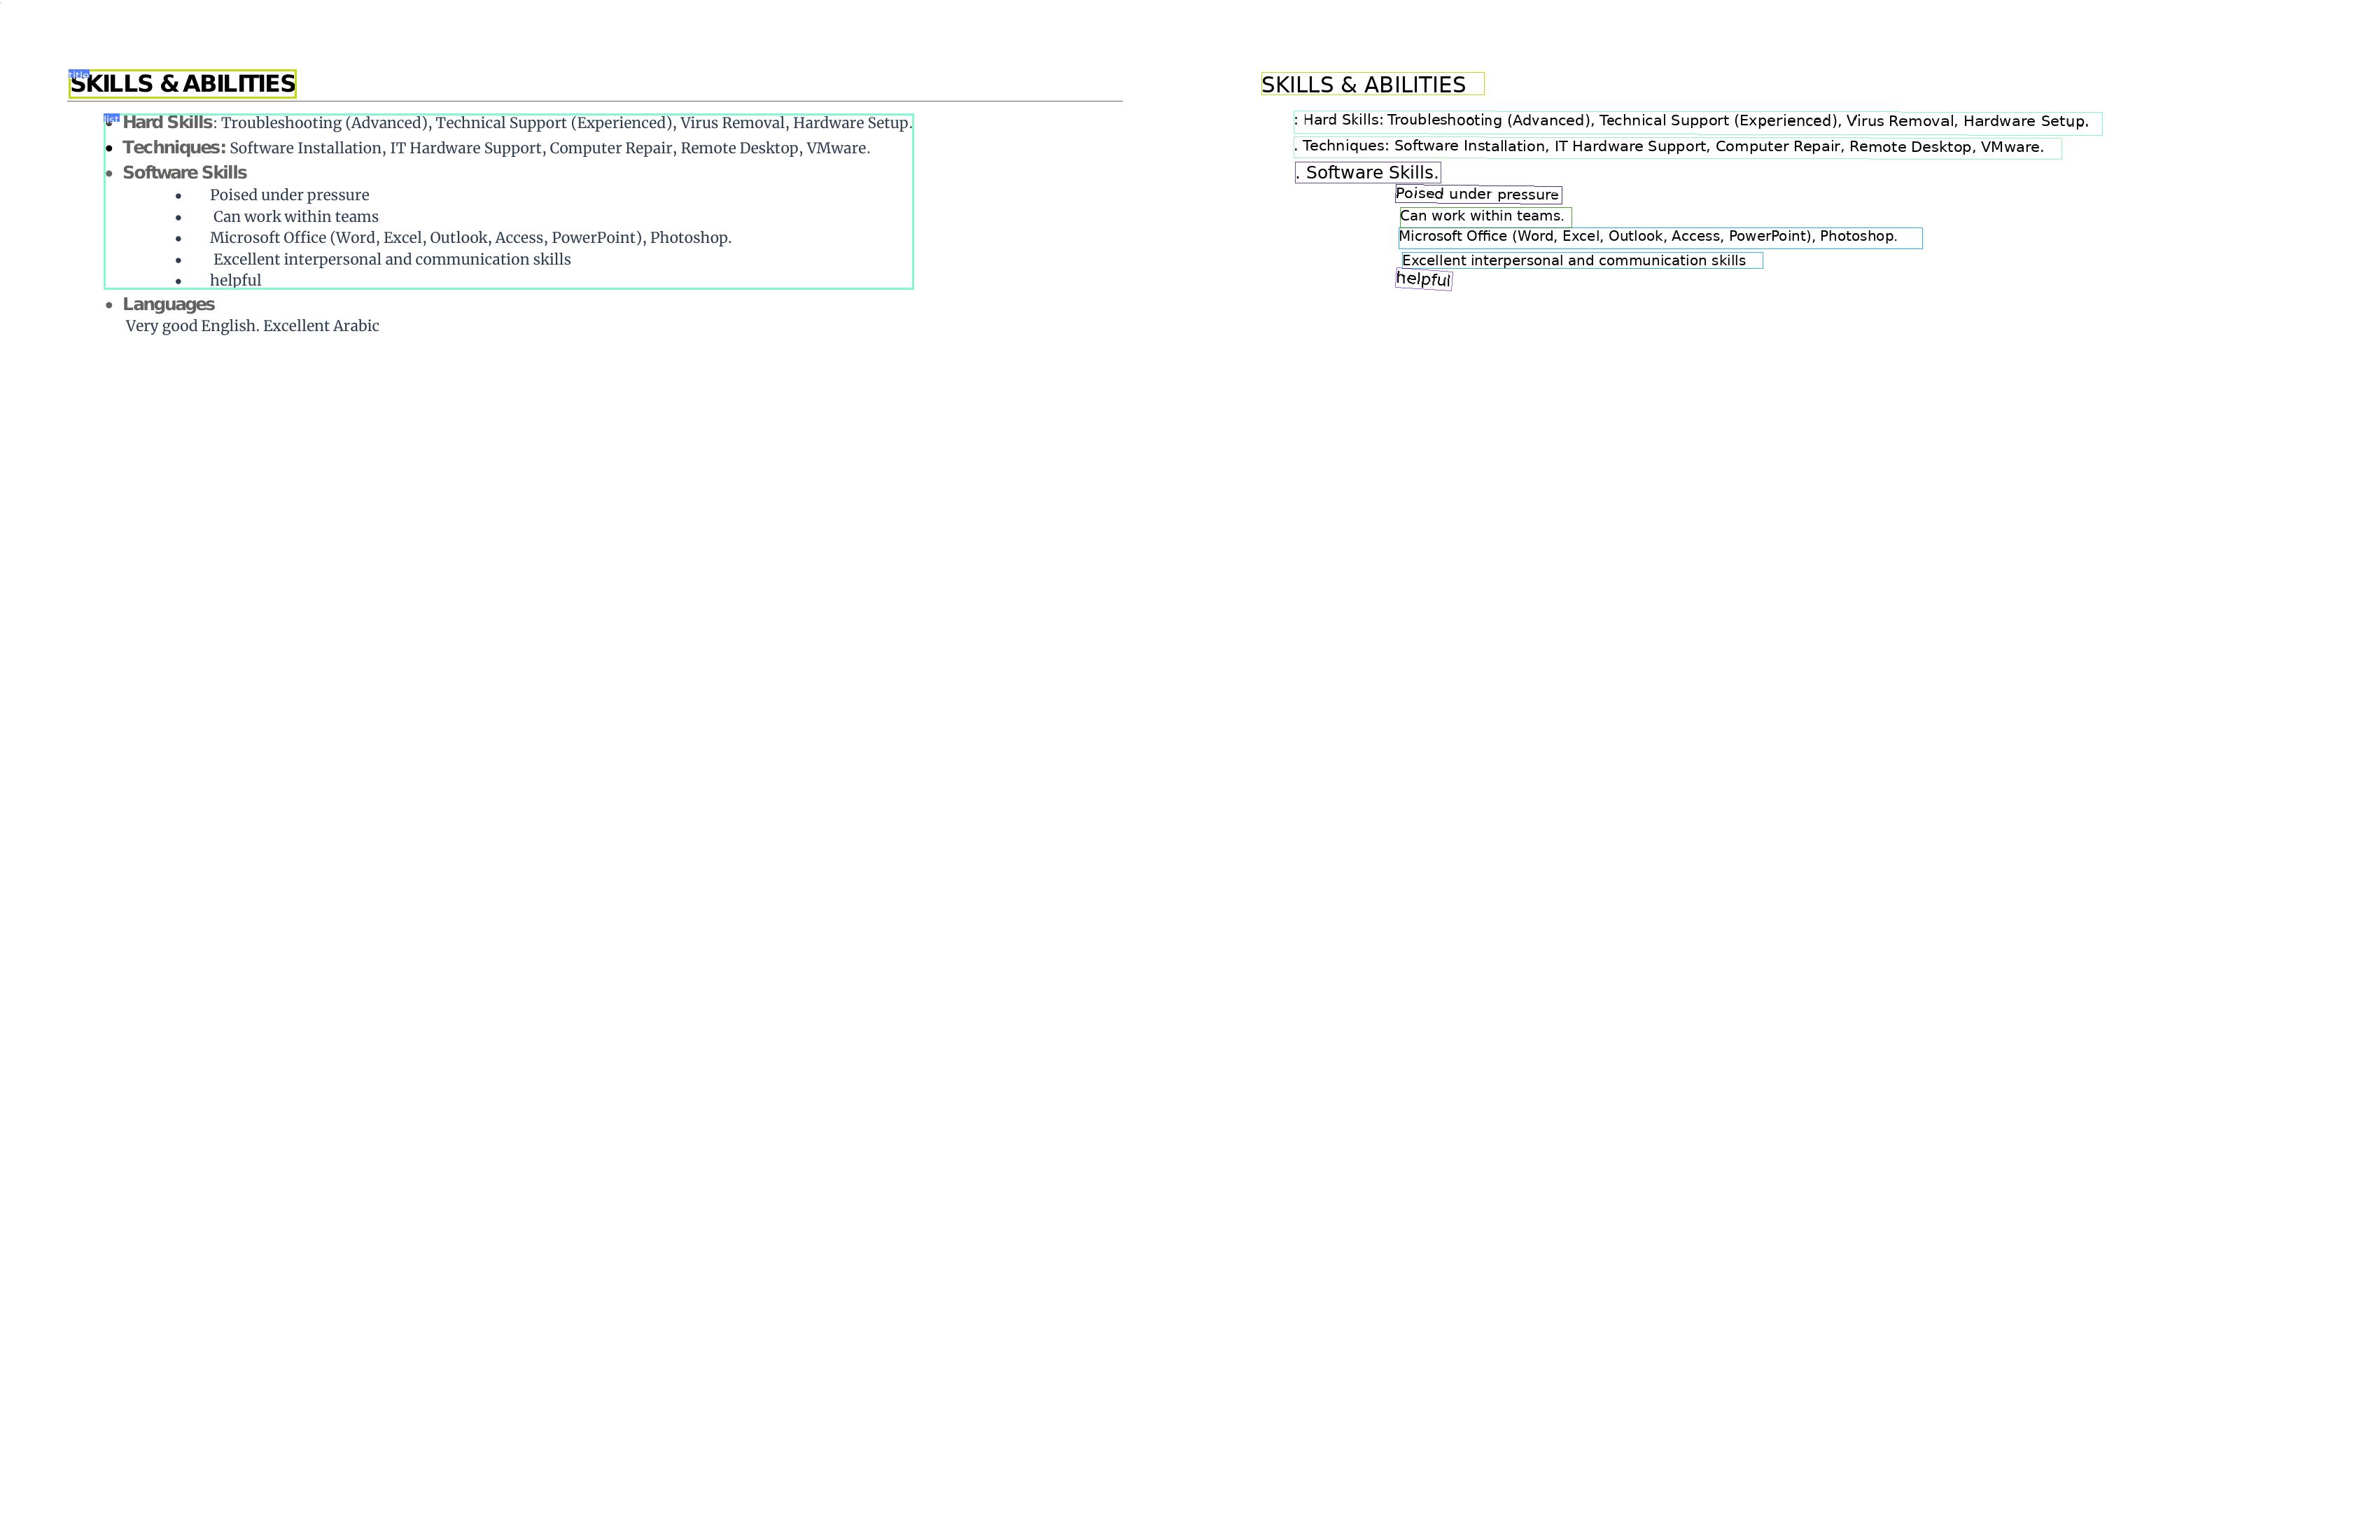 SKILLS & ABILITIES
• Hard Skills: Troubleshooting (Advanced), Technical Support (Experienced), Virus Removal, Hardware Setup.
• Techniques: Software Installation, IT Hardware Support, Computer Repair, Remote Desktop, VMware.
• Software Skills
• Poised under pressure
• Can work within teams
• Microsoft Office (Word, Excel, Outlook, Access, PowerPoint), Photoshop.
• Excellent interpersonal and communication skills
• helpful
• Languages
Very good English. Excellent Arabic
SKILLS & ABILITIES
: Hard Skills: Troubleshooting (Advanced), Technical Support (Experienced), Virus Removal, Hardware Setup.
. Techniques: Software Installation, IT Hardware Support, Computer Repair, Remote Desktop, VMware.
. Software Skills.
Poised under pressure
Can work within teams.
Microsoft Office (Word, Excel, Outlook, Access, PowerPoint), Photoshop.
Excellent interpersonal and communication skills
helpful